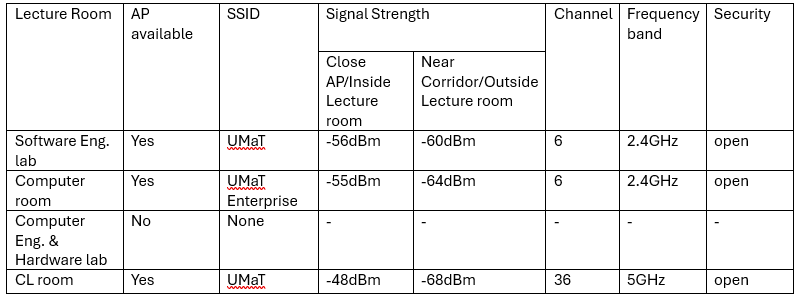 Lecture Room
AP
available
SSID
Signal Strength
Channel
Frequency
band
Security
Close
AP/Inside
Lecture
room
Near
Corridor/Outside
Lecture room
Software Eng.
lab
Yes
UMaT
-56dBm
-60dBm
6
2.4GHz
open
Computer
room
Yes
UMaT
Enterprise
-55dBm
-64dBm
6
2.4GHz
open
Computer
Eng. &
Hardware lab
No
None
-
-
-
-
-
CL room
Yes
UMaT
-48dBm
-68dBm
36
5GHz
open